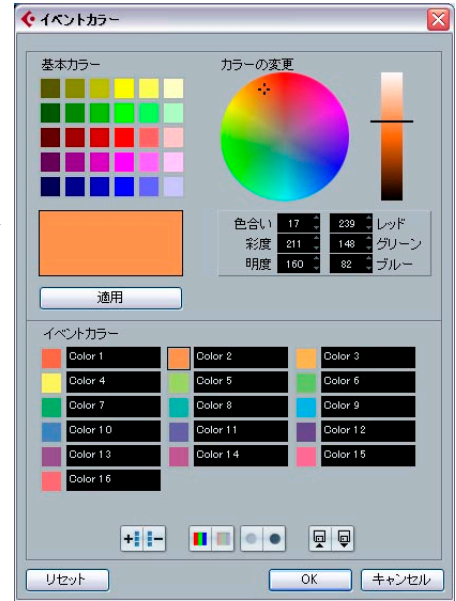 イベントカラー
基本カラー
カラーの変更
色合い 17 239 レッド
彩度 211 148 グリーン
明度 160 82 ブルー
適用
イベントカラー
Color 1 Color 2 Color 3
Color 4 Color 5 Color 6
Color 7 Color 8 Color 9
Color 10 Color 11 Color 12
Color 13 Color 14 Color 15
Color 16
リセット OK キャンセル